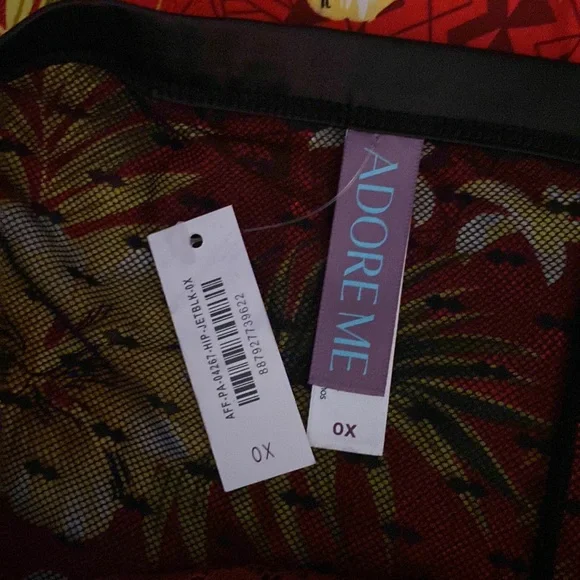 AFF-PA-04267-HIP-JETBLK-0X
887927739622
0X
ADORE ME
0X